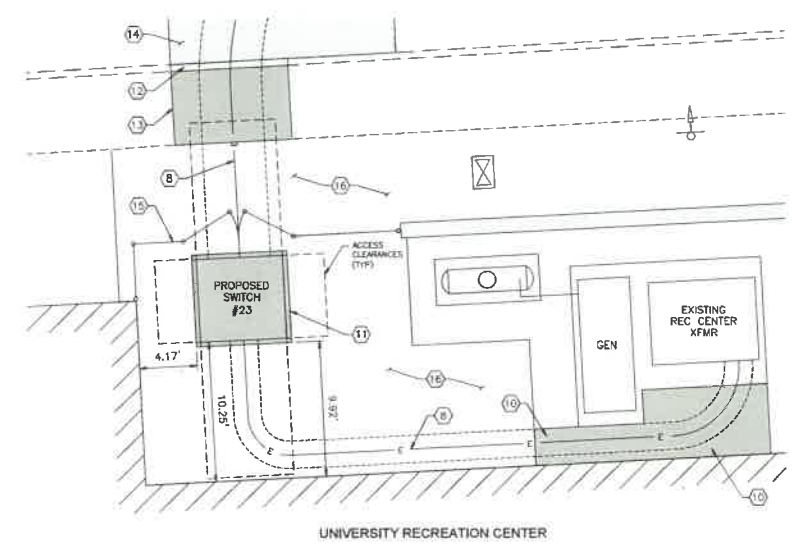 14
12
13
8
16
15
ACCESS
CLEARANCES
(TYP)
PROPOSED
SWITCH
#23
11
4.17'
10.25'
9.92'
GEN
EXISTING
REC CENTER
XFMR
16
10
8
E
E
E
E
10
UNIVERSITY RECREATION CENTER